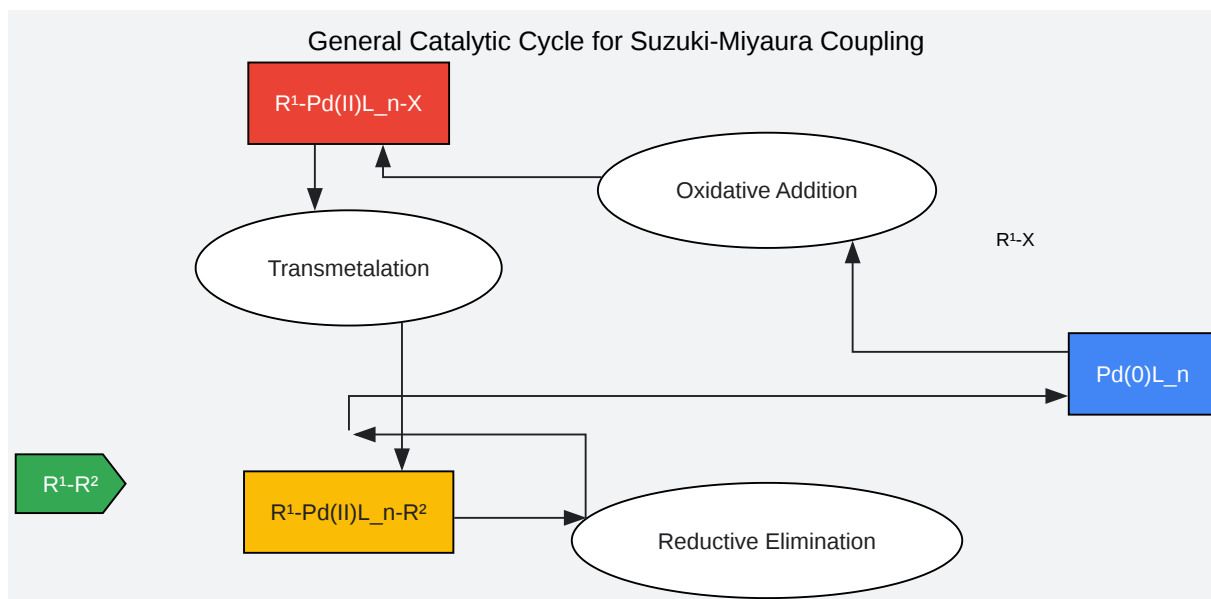 General Catalytic Cycle for Suzuki-Miyaura Coupling
R¹-Pd(II)L_n-X
Oxidative Addition
R¹-X
Transmetalation
Pd(0)L_n
R¹-R²
R¹-Pd(II)L_n-R²
Reductive Elimination